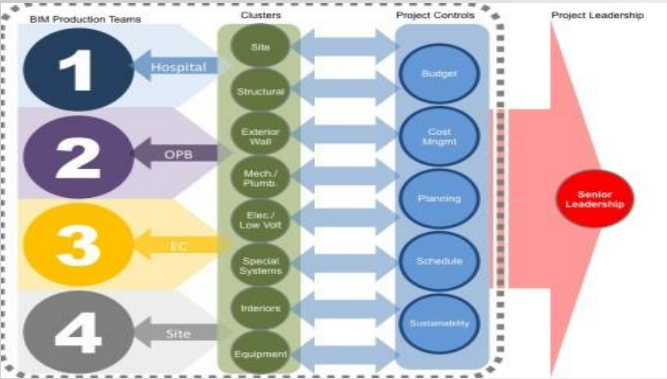 BIM Production Teams
Clusters
Project Controls
Project Leadership
1
Hospital
2
OPB
3
EC
4
Site
Site
Structural
Exterior
Wall
Mech./
Plumb.
Elec./
Low Volt
Special
Systems
Interiors
Equipment
Budget
Cost
Mngmt
Planning
Schedule
Sustainability
Senior
Leadership